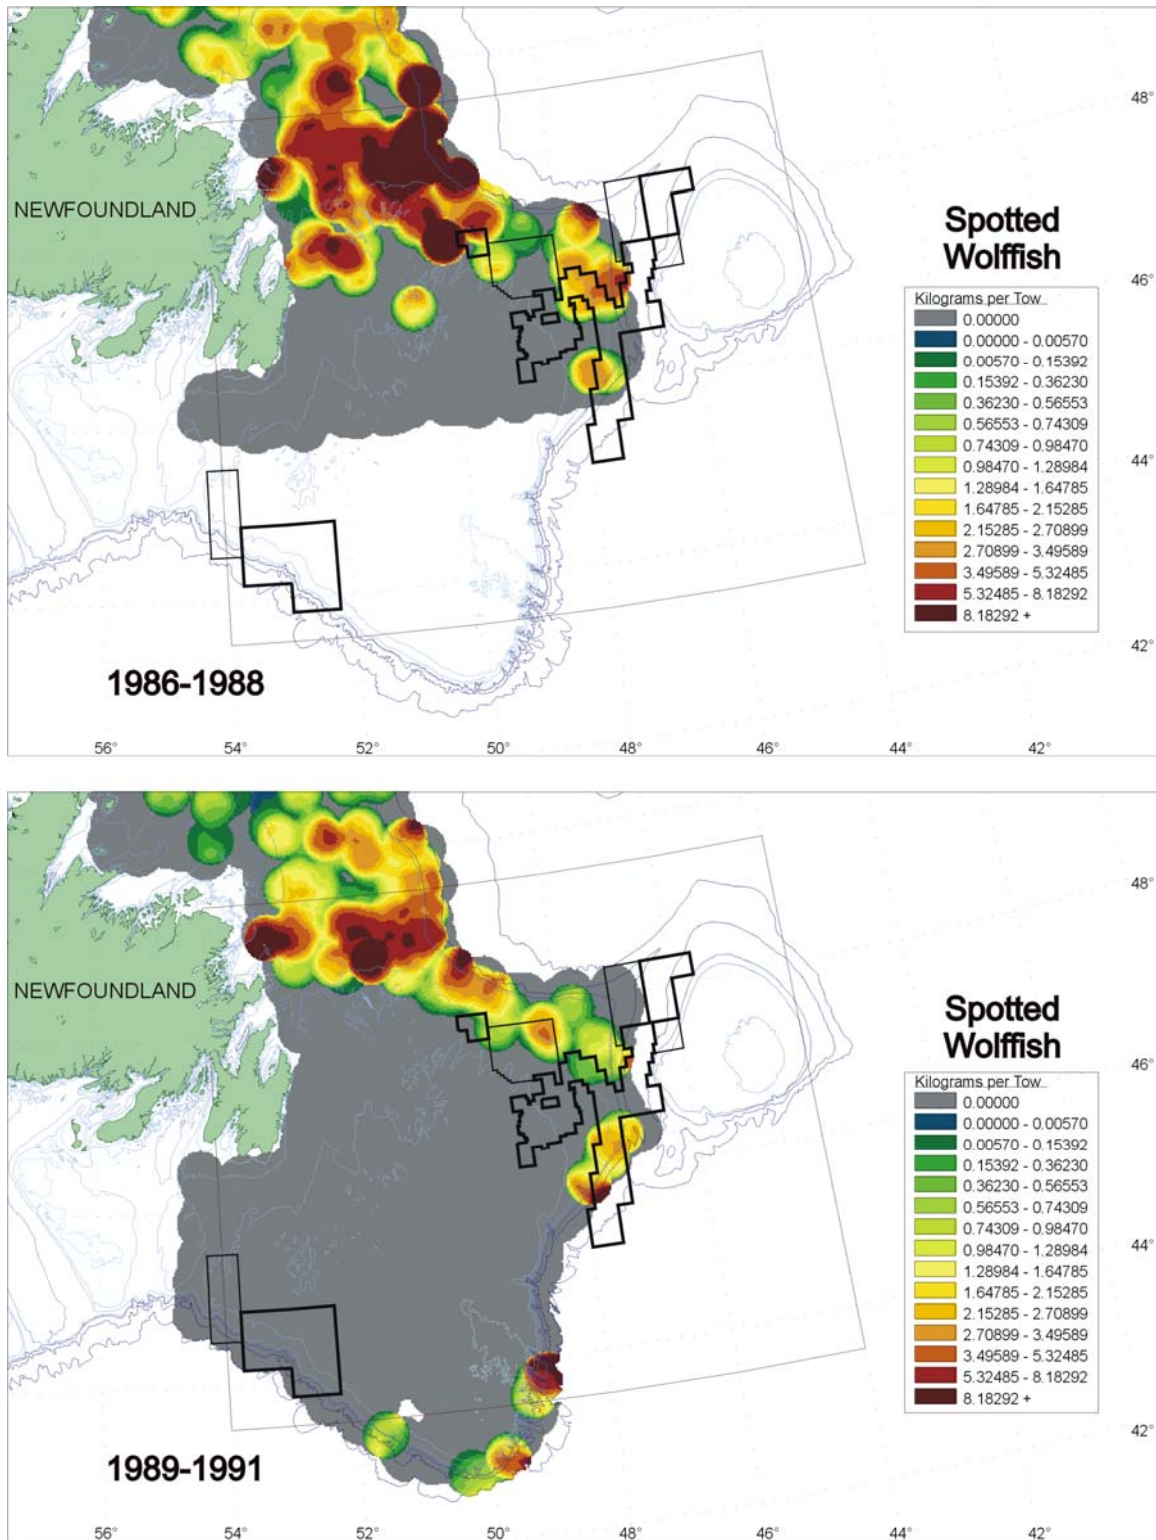 48°
NEWFOUNDLAND
Spotted
Wolffish
46°
Kilograms per Tow
0.00000
0.00000 - 0.00570
0.00570 - 0.15392
0.15392 - 0.36230
0.36230 - 0.56553
0.56553 - 0.74309
0.74309 - 0.98470
0.98470 - 1.28984
1.28984 - 1.64785
1.64785 - 2.15285
2.15285 - 2.70899
2.70899 - 3.49589
3.49589 - 5.32485
5.32485 - 8.18292
8.18292 +
44°
42°
1986-1988
56° 54° 52° 50° 48° 46° 44° 42°
48°
NEWFOUNDLAND
Spotted
Wolffish
46°
Kilograms per Tow
0.00000
0.00000 - 0.00570
0.00570 - 0.15392
0.15392 - 0.36230
0.36230 - 0.56553
0.56553 - 0.74309
0.74309 - 0.98470
0.98470 - 1.28984
1.28984 - 1.64785
1.64785 - 2.15285
2.15285 - 2.70899
2.70899 - 3.49589
3.49589 - 5.32485
5.32485 - 8.18292
8.18292 +
44°
42°
1989-1991
56° 54° 52° 50° 48° 46° 44° 42°